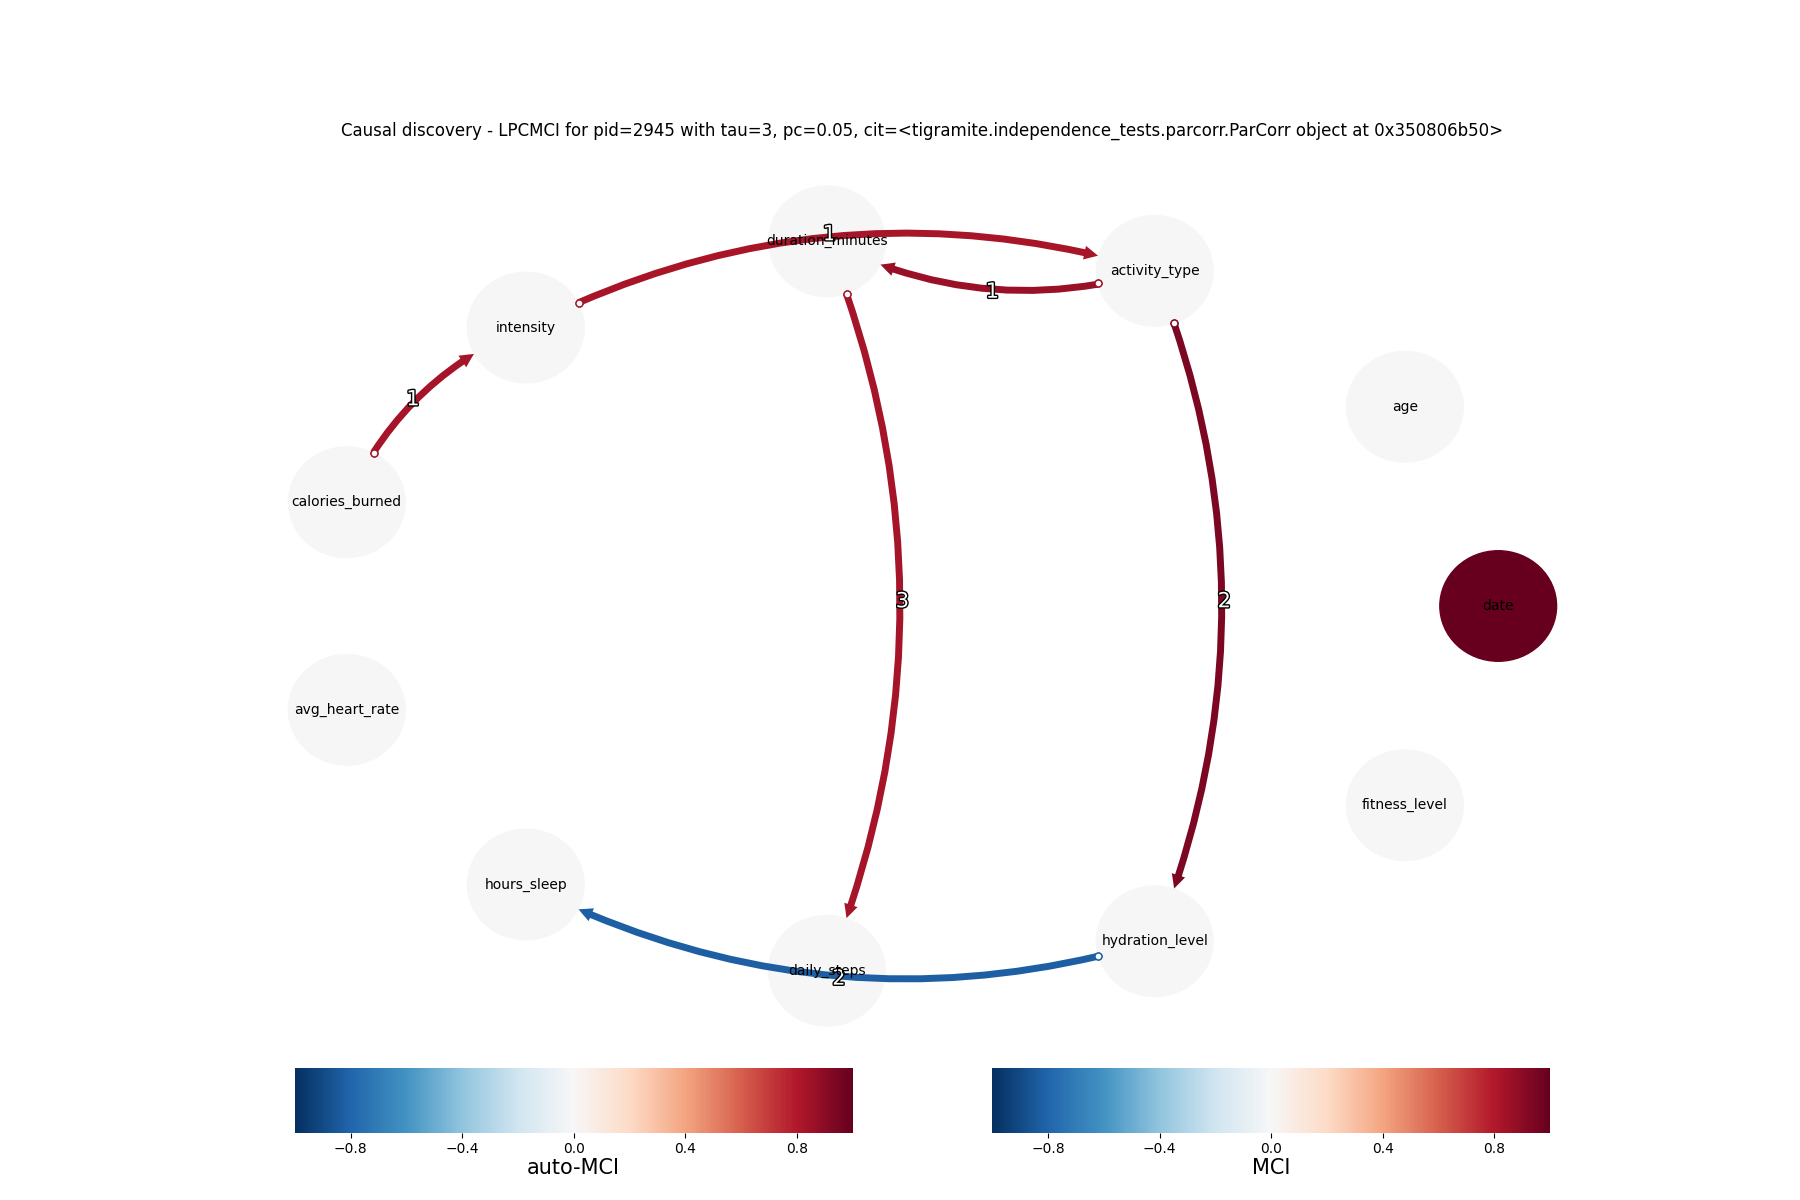 Causal discovery - LPCMCI for pid=2945 with tau=3, pc=0.05, cit=<tigramite.independence_tests.parcorr.ParCorr object at 0x350806b50>
1
duration_minutes
activity_type
1
intensity
1
age
calories_burned
3
2
date
avg_heart_rate
fitness_level
hours_sleep
hydration_level
daily_steps
2
−0.8 −0.4 0.0 0.4 0.8
auto-MCI
−0.8 −0.4 0.0 0.4 0.8
MCI